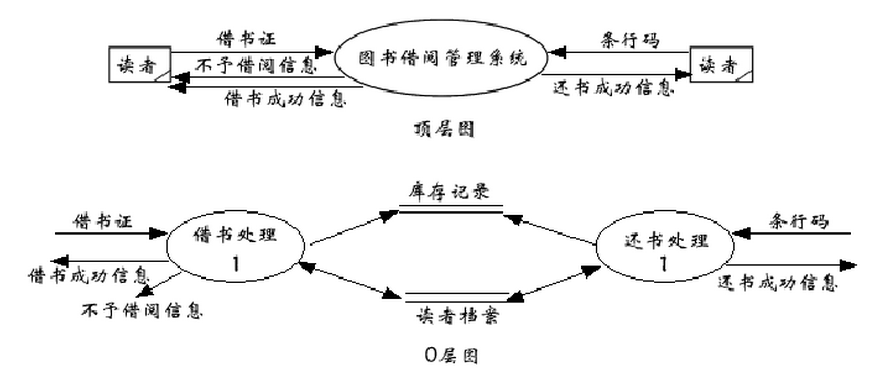 借书证
条行码
读者
不予借阅信息
图书借阅管理系统
读者
借书成功信息
还书成功信息
顶层图
库存记录
借书证
条行码
借书处理
1
还书处理
1
借书成功信息
还书成功信息
不予借阅信息
读者档案
0层图